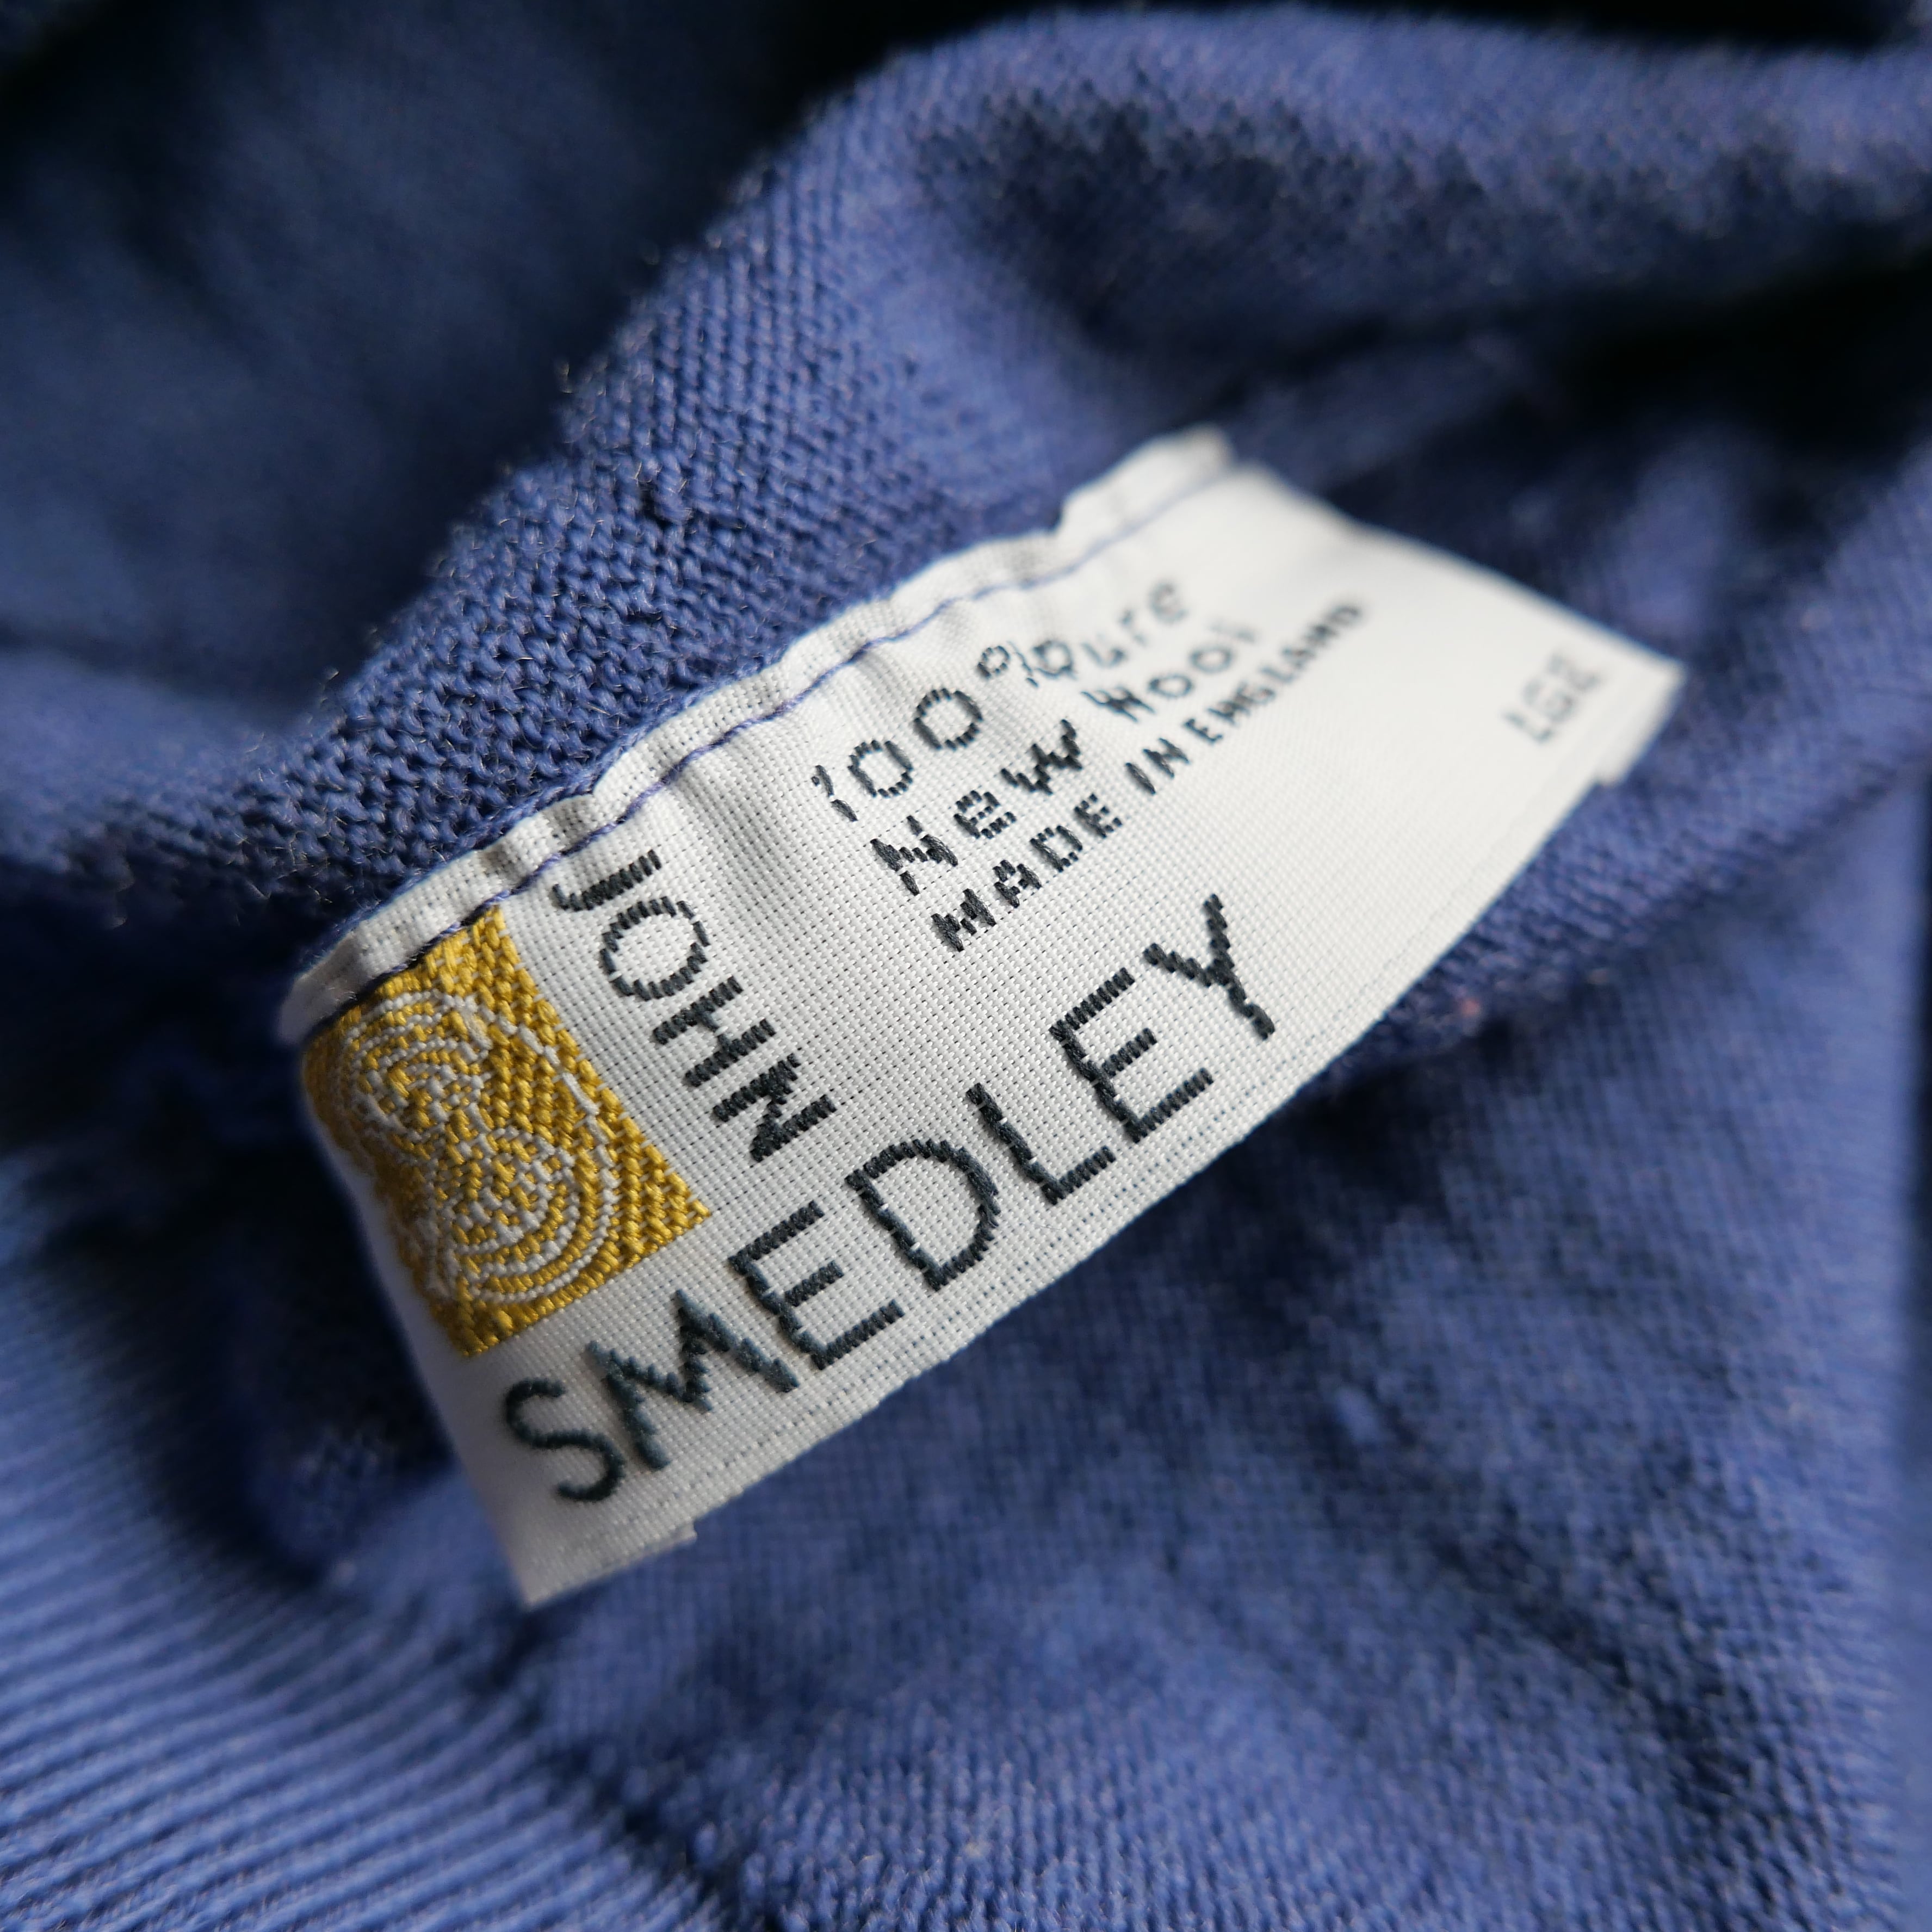 JOHN
SMEDLEY
100% Pure
New Wool
MADE IN ENGLAND
LGE